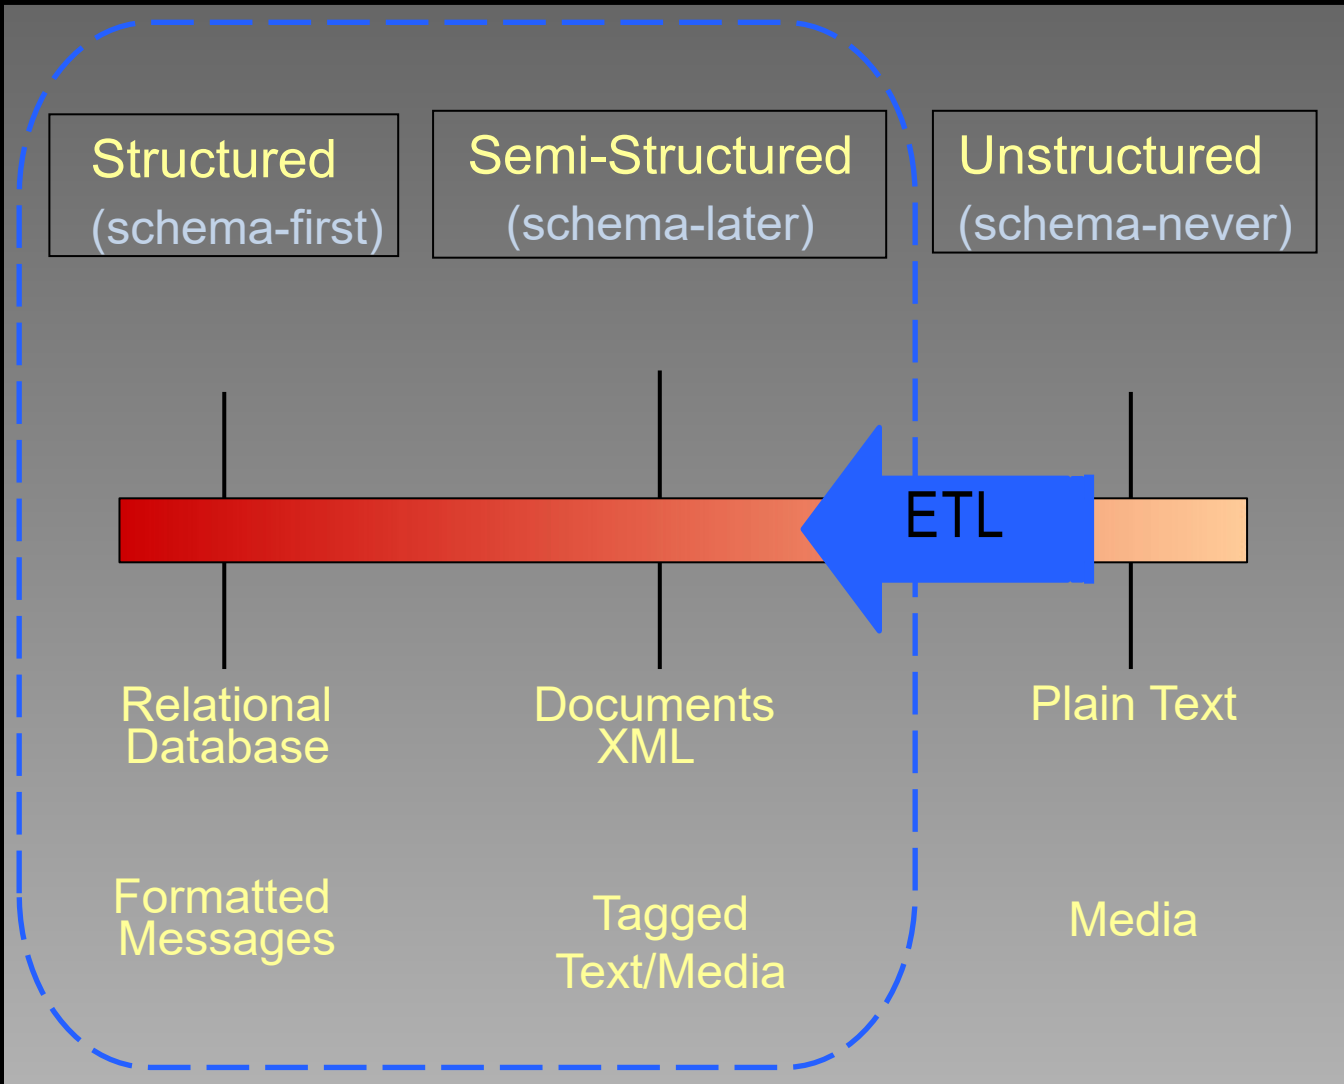 Structured
(schema-first)
Semi-Structured
(schema-later)
Unstructured
(schema-never)
ETL
Relational
Database
Documents
XML
Plain Text
Formatted
Messages
Tagged
Text/Media
Media